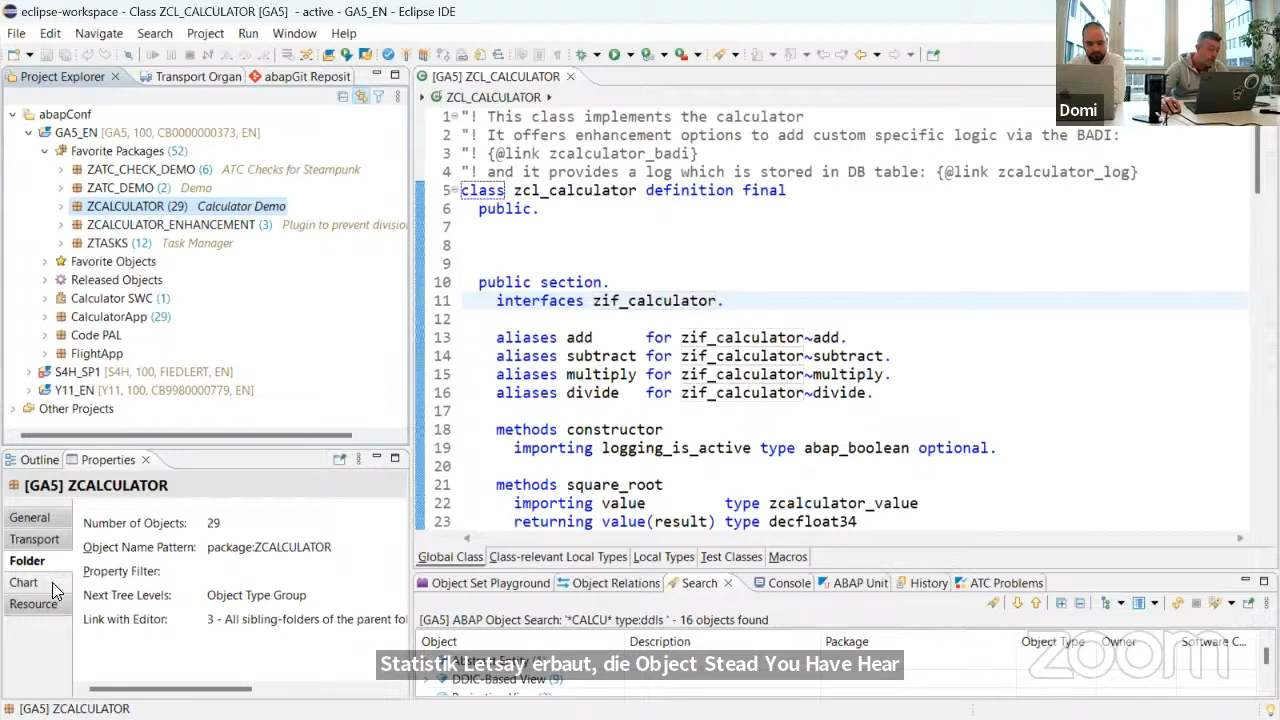 eclipse-workspace - Class ZCL_CALCULATOR [GA5] - active - GA5_EN - Eclipse IDE
File Edit Navigate Search Project Run Window Help
Project Explorer
Transport Organ
abapGit Reposit
abapConf
GA5_EN [GA5, 100, CB0000000373, EN]
Favorite Packages (52)
ZATC_CHECK_DEMO (6) ATC Checks for Steampunk
ZATC_DEMO (2) Demo
ZCALCULATOR (29) Calculator Demo
ZCALCULATOR_ENHANCEMENT (3) Plugin to prevent divisio
ZTASKS (12) Task Manager
Favorite Objects
Released Objects
Calculator SWC (1)
CalculatorApp (29)
Code PAL
FlightApp
S4H_SP1 [S4H, 100, FIEDLERT, EN]
Y11_EN [Y11, 100, CB9980000779, EN]
Other Projects
Outline Properties
[GA5] ZCALCULATOR
General
Transport
Folder
Chart
Resource
Number of Objects: 29
Object Name Pattern: package:ZCALCULATOR
Property Filter:
Next Tree Levels: Object Type Group
Link with Editor: 3 - All sibling-folders of the parent fol
[GA5] ZCL_CALCULATOR
ZCL_CALCULATOR
1 "! This class implements the calculator
2 "! It offers enhancement options to add custom specific logic via the BADI:
3 "! {@link zcalculator_badi}
4 "! and it provides a log which is stored in DB table: {@link zcalculator_log}
5 class zcl_calculator definition final
6 public.
7
8
9
10 public section.
11 interfaces zif_calculator.
12
13 aliases add for zif_calculator~add.
14 aliases subtract for zif_calculator~subtract.
15 aliases multiply for zif_calculator~multiply.
16 aliases divide for zif_calculator~divide.
17
18 methods constructor
19 importing logging_is_active type abap_boolean optional.
20
21 methods square_root
22 importing value type zcalculator_value
23 returning value(result) type decfloat34
Global Class Class-relevant Local Types Local Types Test Classes Macros
Object Set Playground Object Relations Search Console ABAP Unit History ATC Problems
[GA5] ABAP Object Search: '*CALCU* type:ddls ' - 16 objects found
Object Description Package Object Type Owner Software C...
DDIC-Based View (9)
Statistik Letsay erbaut, die Object Stead You Have Hear
Domi
zoom
[GA5] ZCALCULATOR